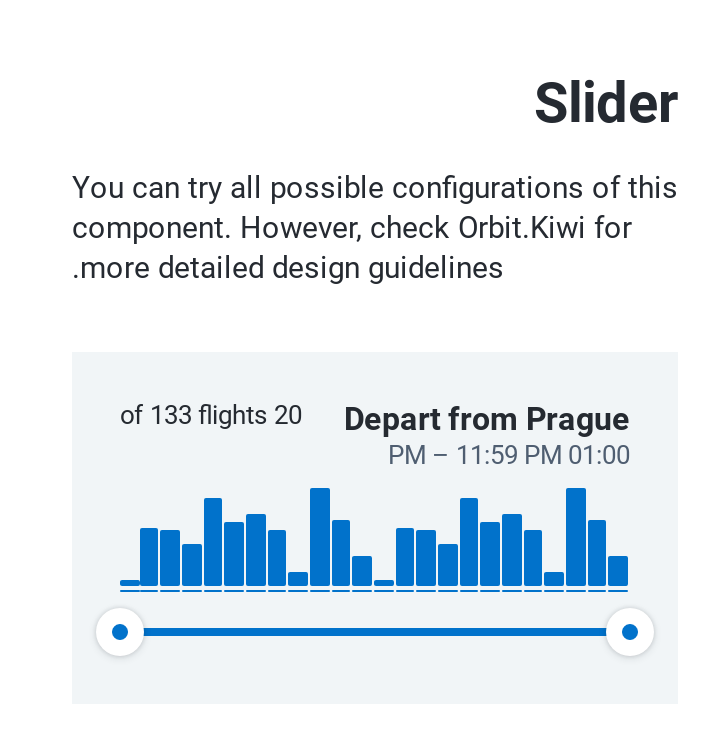 Slider
You can try all possible configurations of this
component. However, check Orbit.Kiwi for
.more detailed design guidelines
Depart from Prague
of 133 flights 20
PM – 11:59 PM 01:00